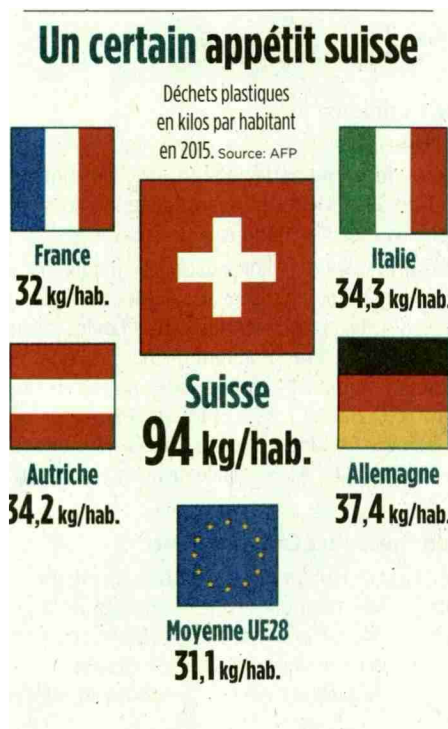 Un certain appétit suisse
Déchets plastiques
en kilos par habitant
en 2015. Source: AFP
France
32 kg/hab.
Italie
34,3 kg/hab.
Suisse
94 kg/hab.
Autriche
34,2 kg/hab.
Allemagne
37,4 kg/hab.
Moyenne UE28
31,1 kg/hab.